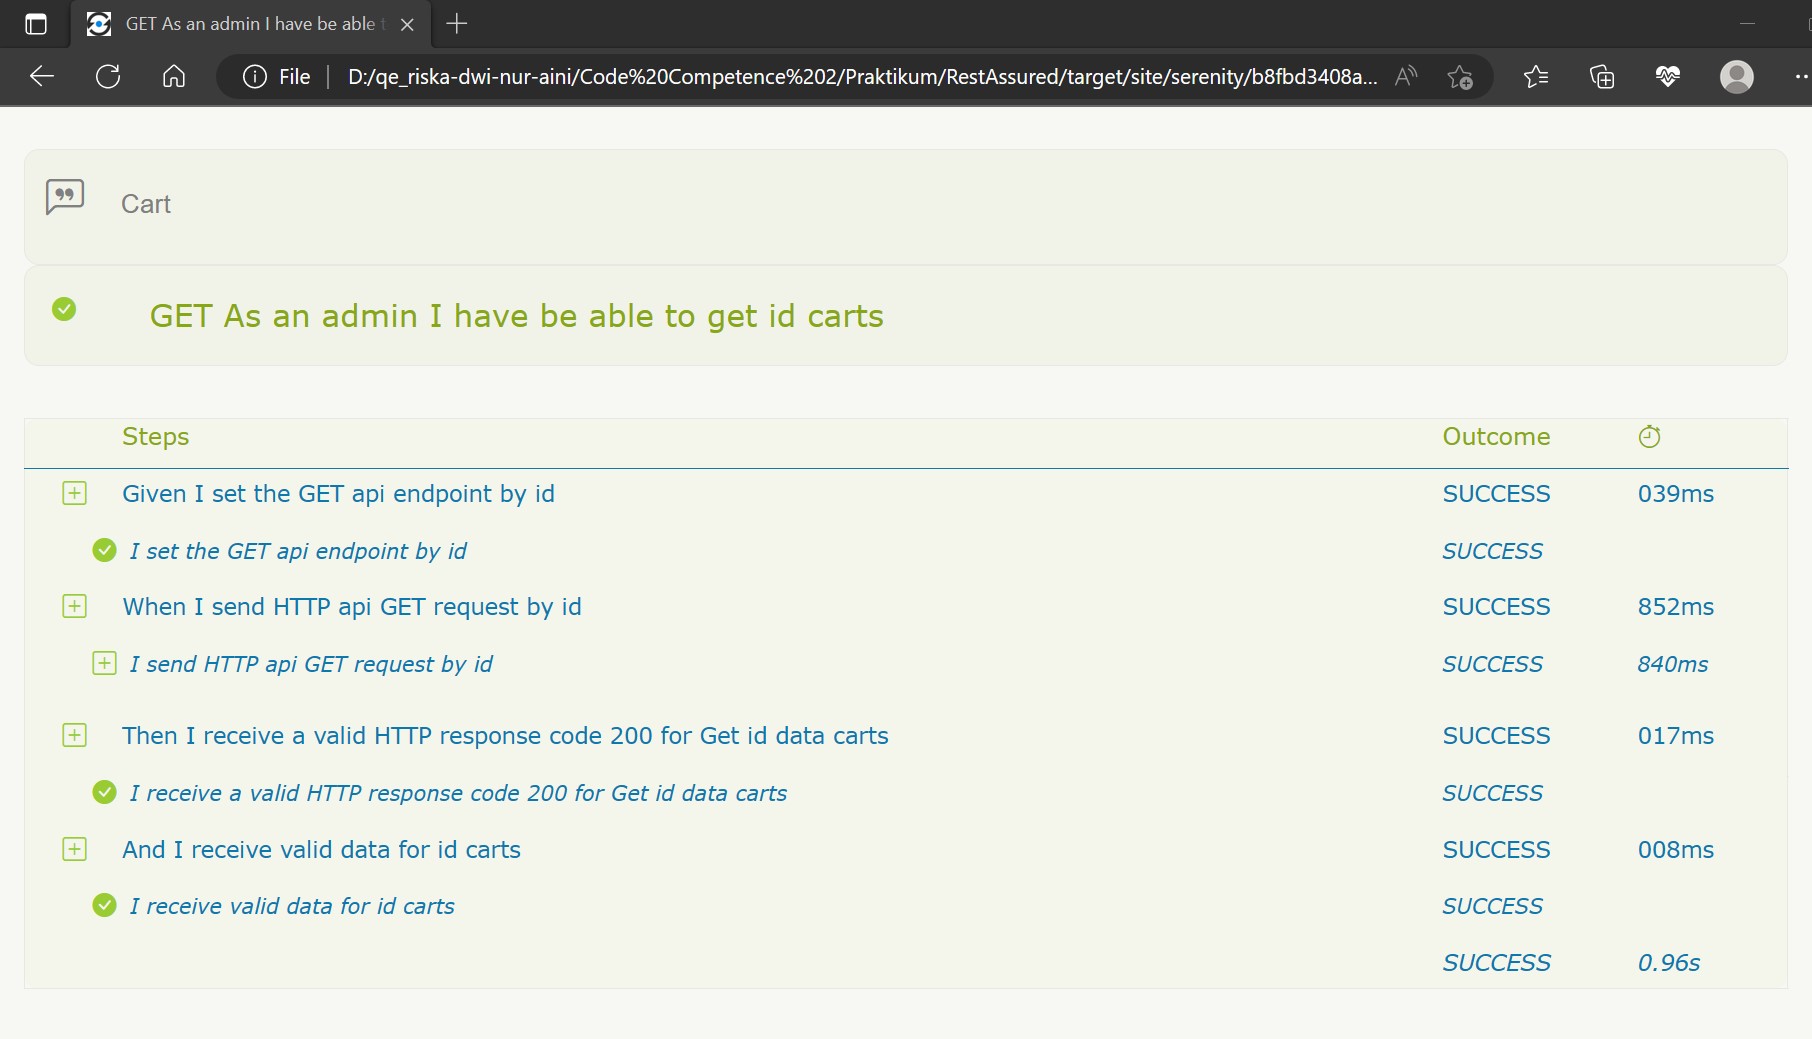 GET As an admin I have be able t
File D:/qe_riska-dwi-nur-aini/Code%20Competence%202/Praktikum/RestAssured/target/site/serenity/b8fbd3408a...
Cart
GET As an admin I have be able to get id carts
Steps Outcome
Given I set the GET api endpoint by id SUCCESS 039ms
I set the GET api endpoint by id SUCCESS
When I send HTTP api GET request by id SUCCESS 852ms
I send HTTP api GET request by id SUCCESS 840ms
Then I receive a valid HTTP response code 200 for Get id data carts SUCCESS 017ms
I receive a valid HTTP response code 200 for Get id data carts SUCCESS
And I receive valid data for id carts SUCCESS 008ms
I receive valid data for id carts SUCCESS
SUCCESS 0.96s